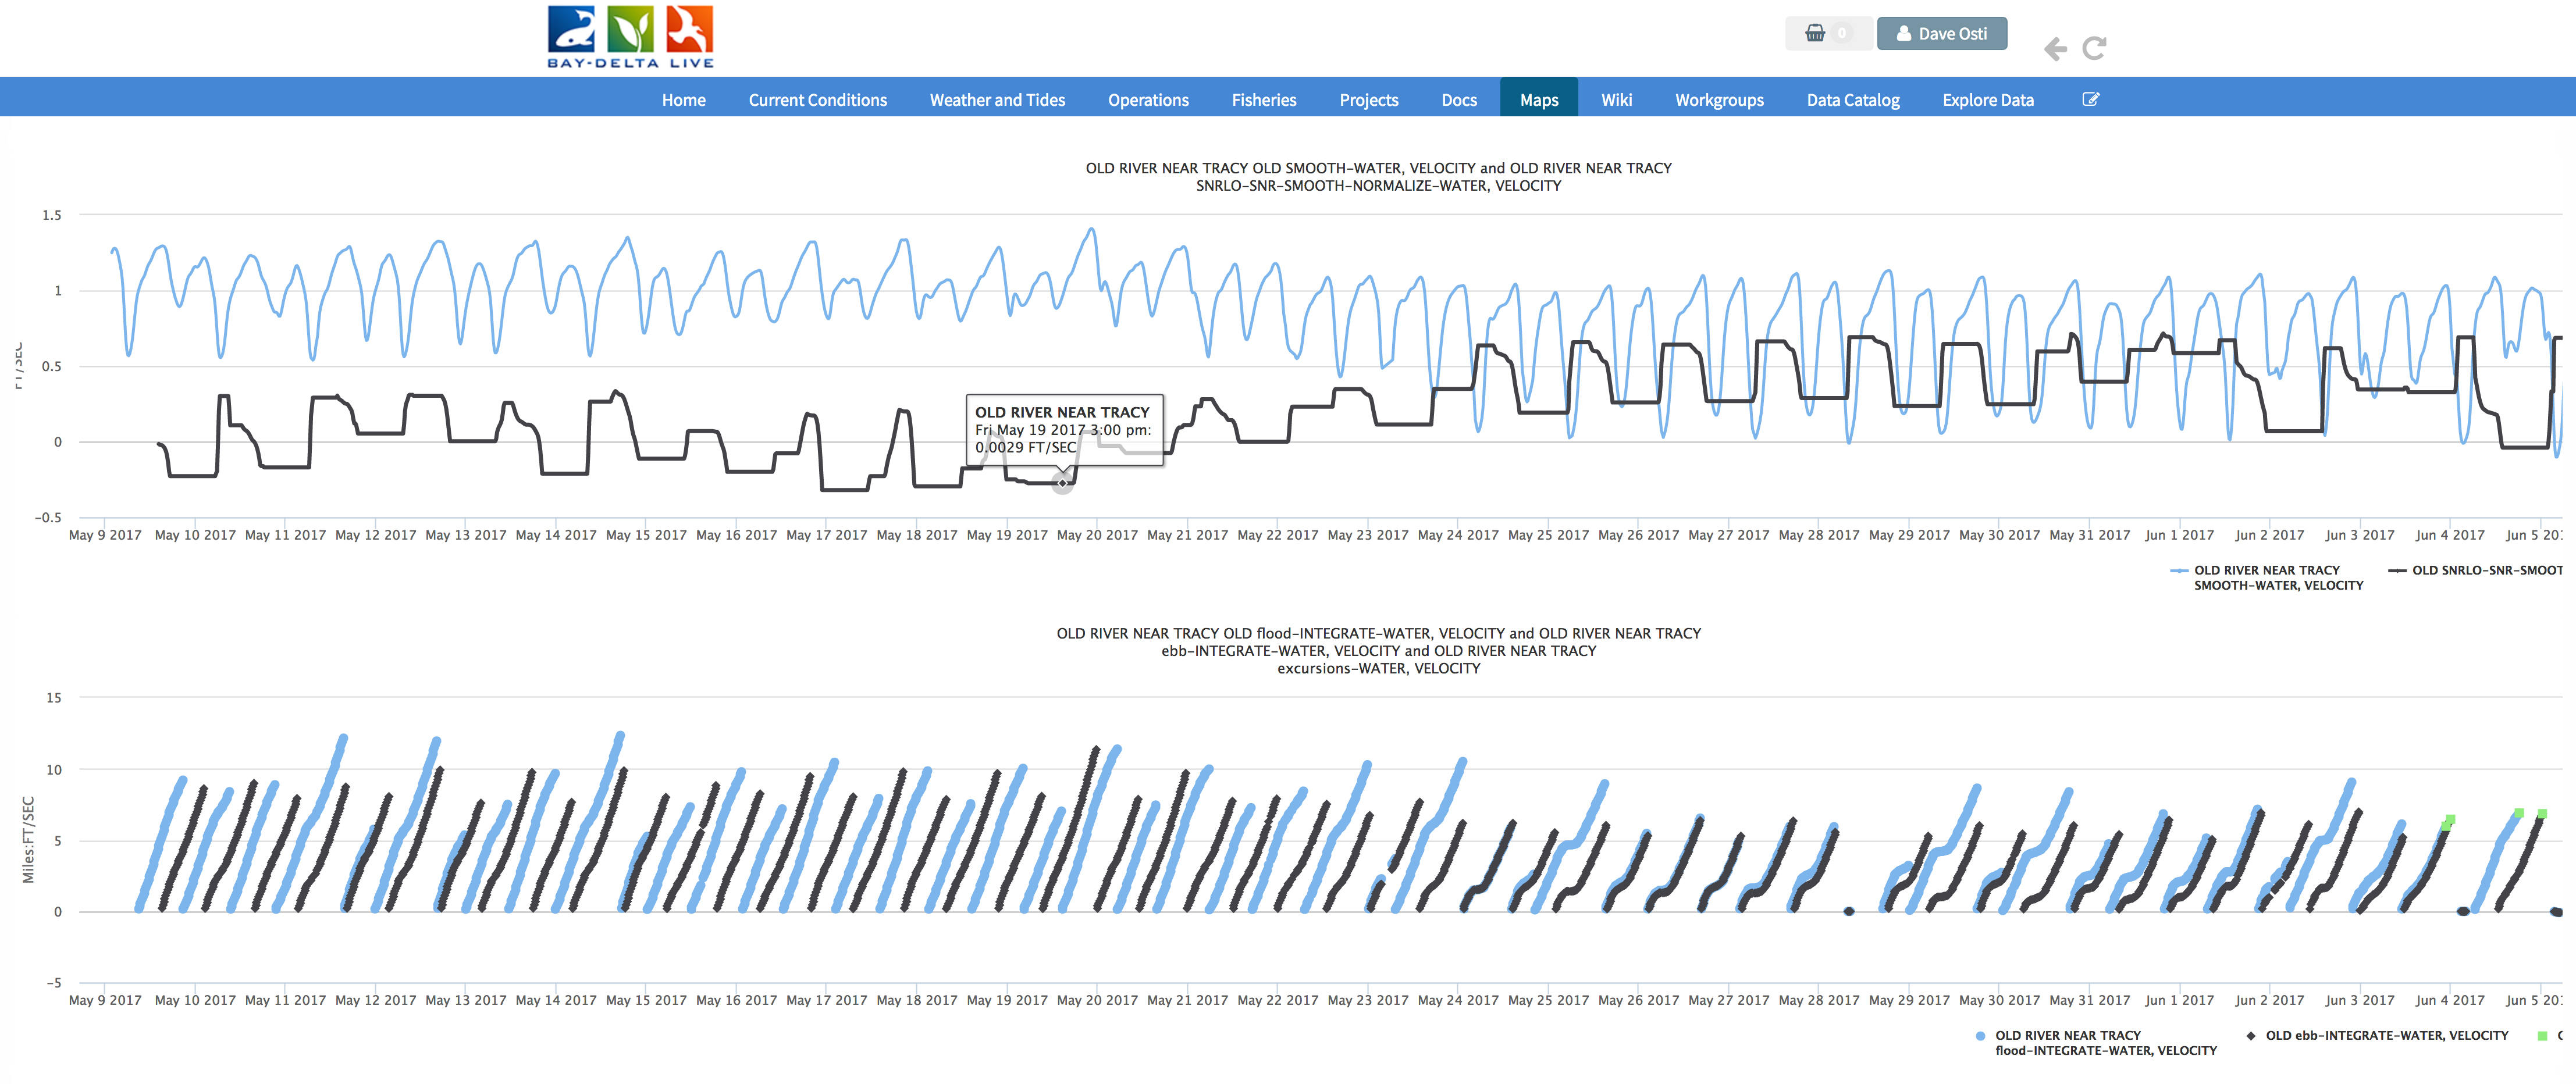 BAY-DELTA LIVE
0
Dave Osti
Home
Current Conditions
Weather and Tides
Operations
Fisheries
Projects
Docs
Maps
Wiki
Workgroups
Data Catalog
Explore Data
OLD RIVER NEAR TRACY OLD SMOOTH-WATER, VELOCITY and OLD RIVER NEAR TRACY
SNRLO-SNR-SMOOTH-NORMALIZE-WATER, VELOCITY
1.5
1
0.5
0
-0.5
OLD RIVER NEAR TRACY
Fri May 19 2017 3:00 pm:
0.0029 FT/SEC
May 9 2017
May 10 2017
May 11 2017
May 12 2017
May 13 2017
May 14 2017
May 15 2017
May 16 2017
May 17 2017
May 18 2017
May 19 2017
May 20 2017
May 21 2017
May 22 2017
May 23 2017
May 24 2017
May 25 2017
May 26 2017
May 27 2017
May 28 2017
May 29 2017
May 30 2017
May 31 2017
Jun 1 2017
Jun 2 2017
Jun 3 2017
Jun 4 2017
Jun 5 201
OLD RIVER NEAR TRACY
SMOOTH-WATER, VELOCITY
OLD SNRLO-SNR-SMOOT
OLD RIVER NEAR TRACY OLD flood-INTEGRATE-WATER, VELOCITY and OLD RIVER NEAR TRACY
ebb-INTEGRATE-WATER, VELOCITY and OLD RIVER NEAR TRACY
excursions-WATER, VELOCITY
Miles:FT/SEC
15
10
5
0
-5
May 9 2017
May 10 2017
May 11 2017
May 12 2017
May 13 2017
May 14 2017
May 15 2017
May 16 2017
May 17 2017
May 18 2017
May 19 2017
May 20 2017
May 21 2017
May 22 2017
May 23 2017
May 24 2017
May 25 2017
May 26 2017
May 27 2017
May 28 2017
May 29 2017
May 30 2017
May 31 2017
Jun 1 2017
Jun 2 2017
Jun 3 2017
Jun 4 2017
Jun 5 201
OLD RIVER NEAR TRACY
flood-INTEGRATE-WATER, VELOCITY
OLD ebb-INTEGRATE-WATER, VELOCITY